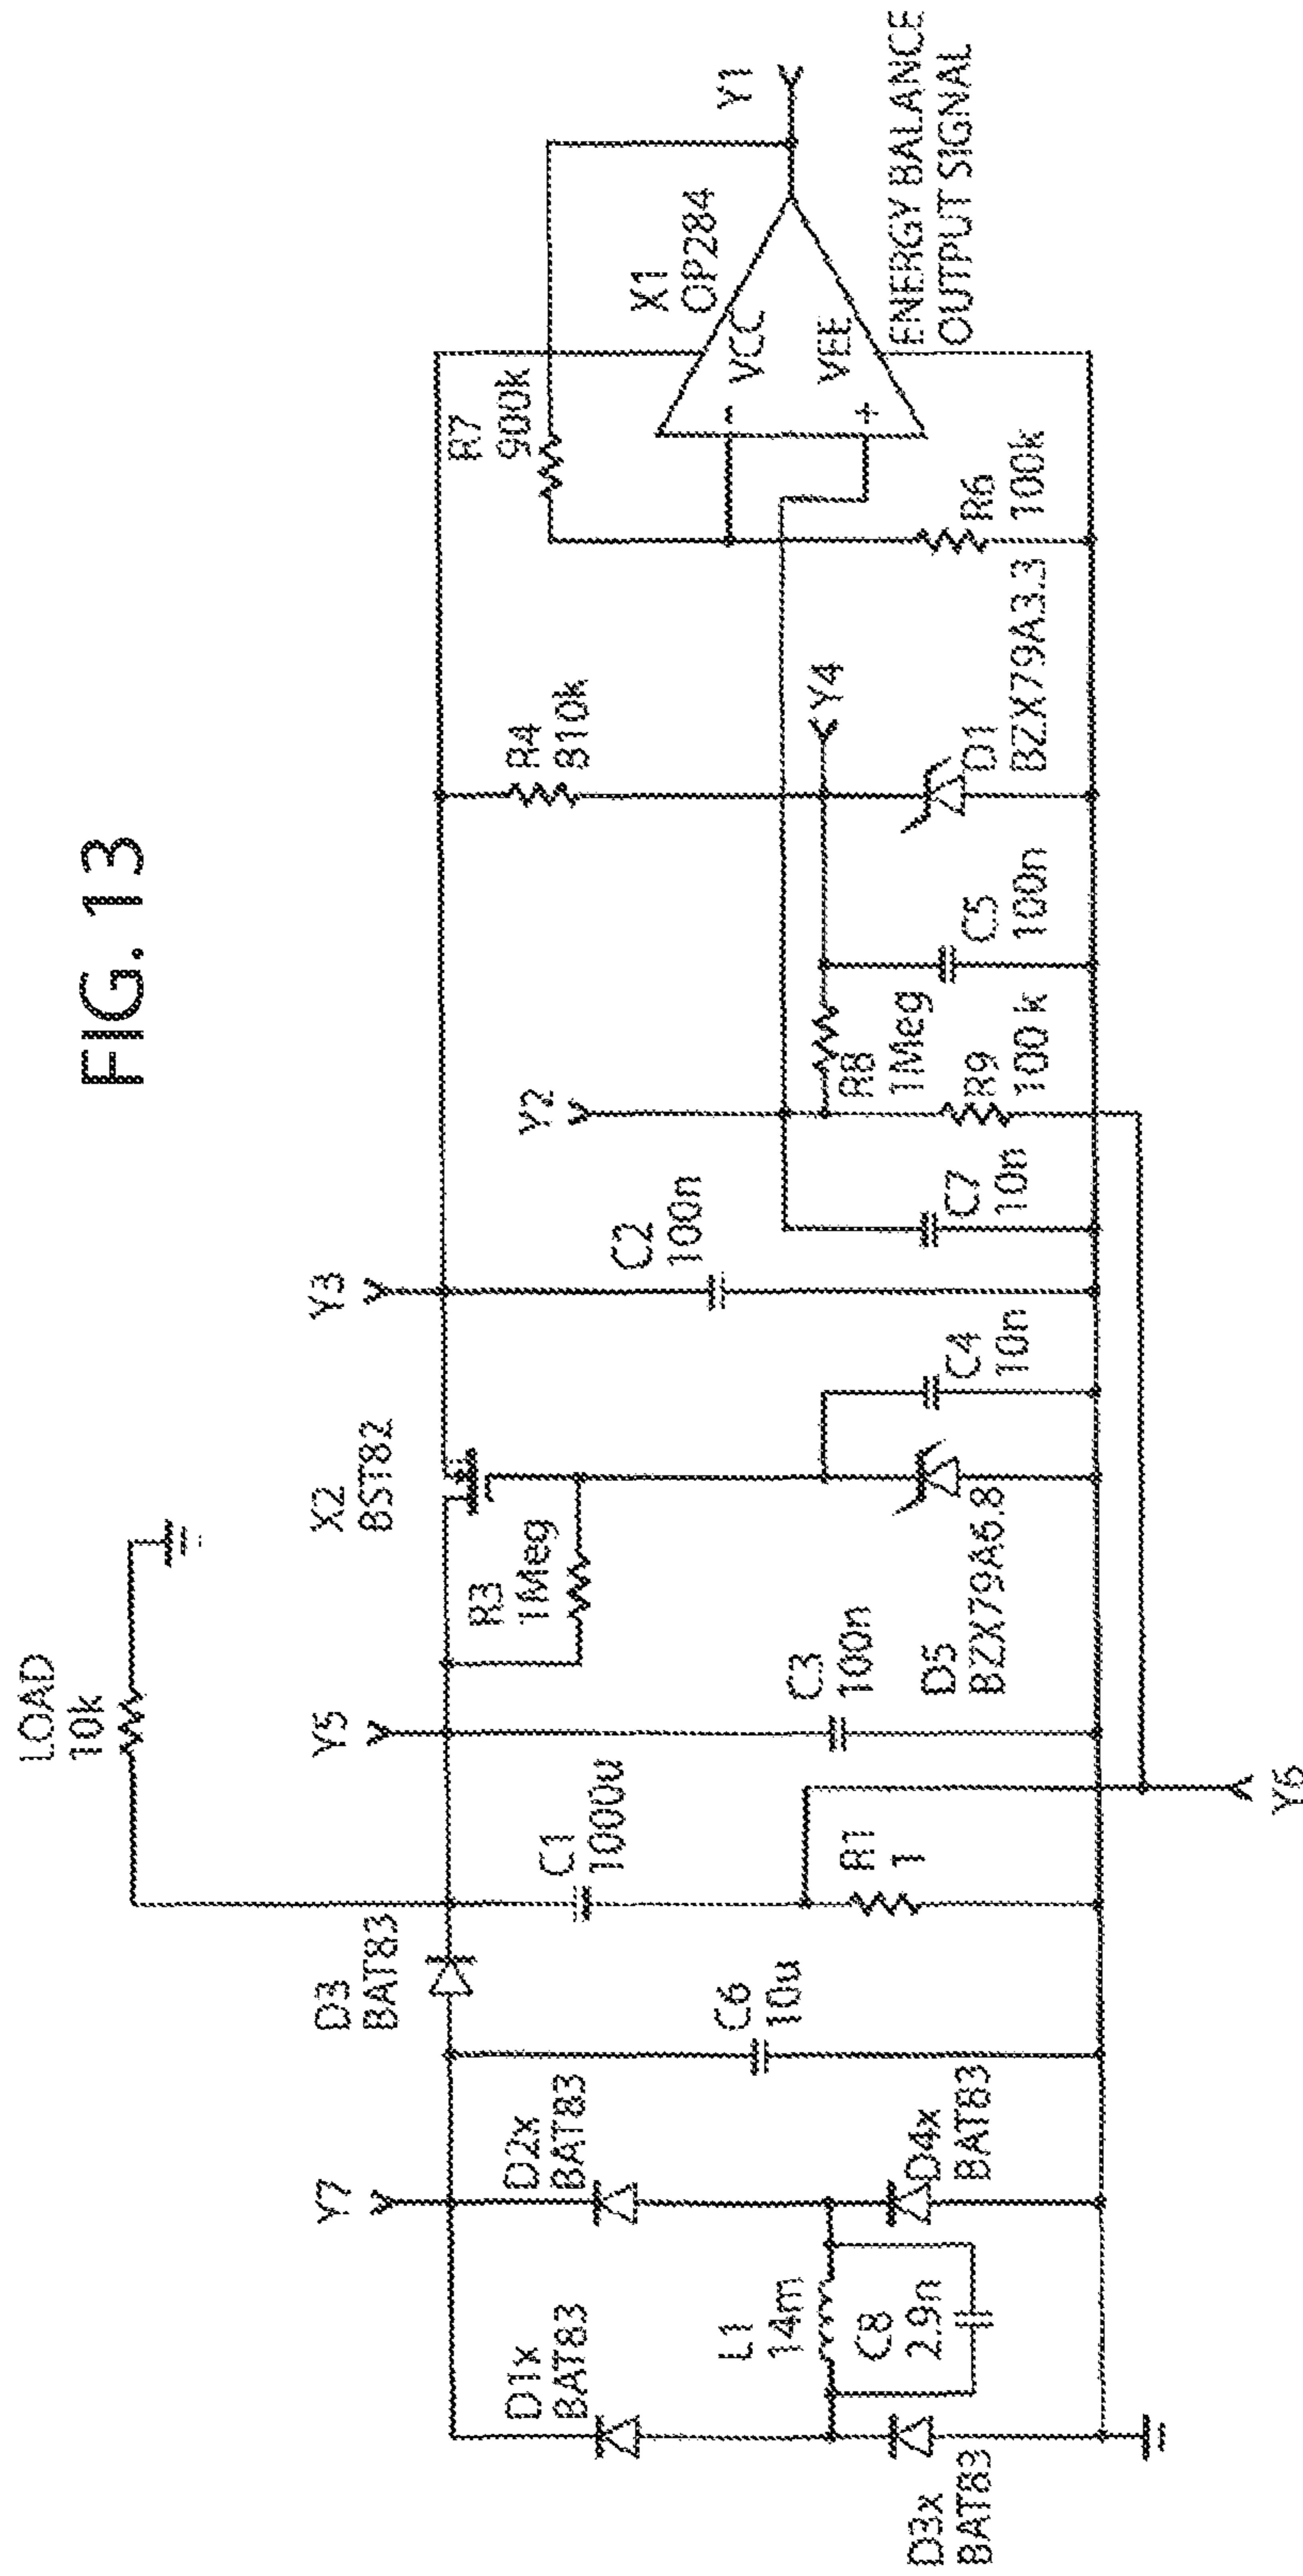 FIG. 13
LOAD
10k
D3
BAT83
Y7
D1x
BAT83
D2x
BAT83
L1
14m
C8
2.9n
D3x
BAT83
D4x
BAT83
C6
10u
C1
1000u
R1
1
Y5
C3
100n
R3
1Meg
X2
BST82
D5
BZX79A6.8
C4
10n
Y3
C2
100n
C7
10n
Y2
R8
1Meg
R9
100 k
C5
100n
R4
810k
Y4
D1
BZX79A3.3
R7
900k
R6
100k
X1
OP284
-
VCC
VEE
+
Y1
ENERGY BALANCE
OUTPUT SIGNAL
Y6